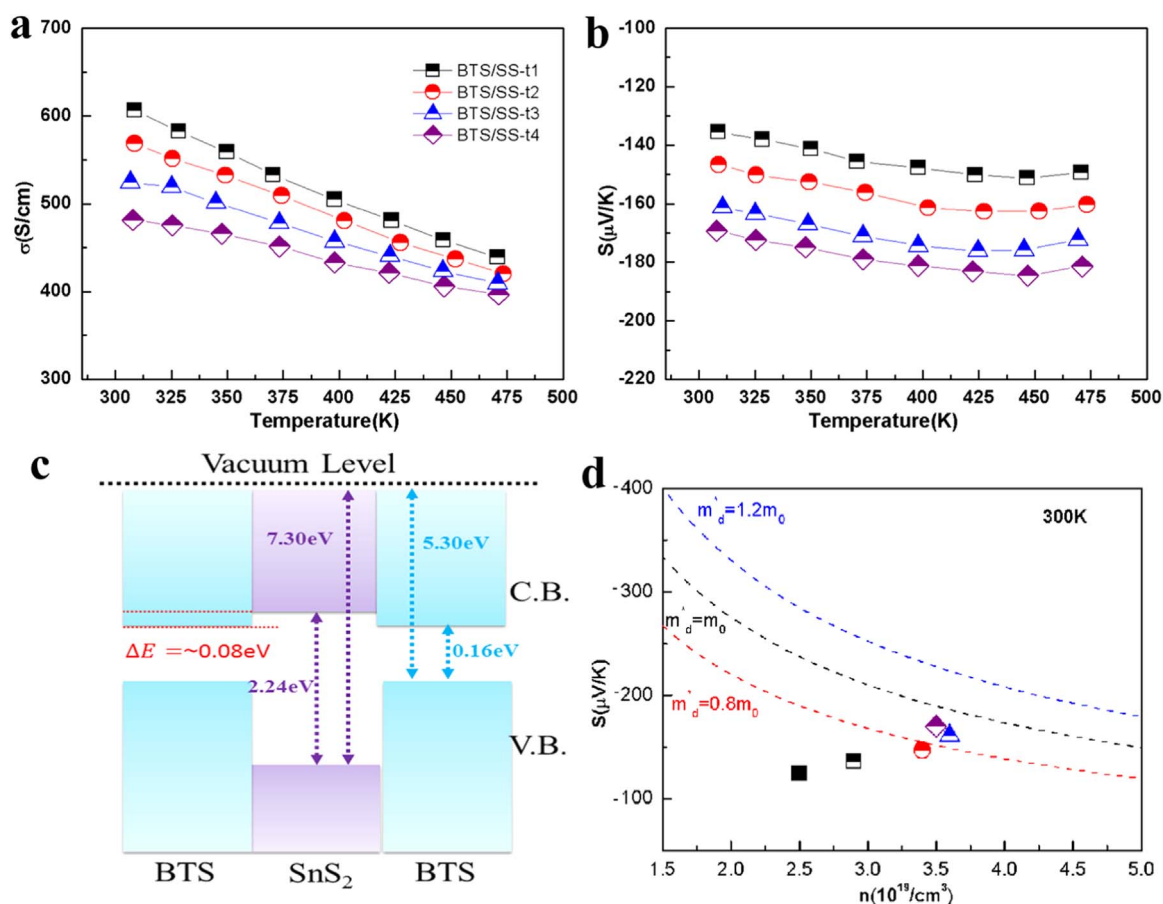 a
700
600
500
400
300
σ(S/cm)
BTS/SS-t1
BTS/SS-t2
BTS/SS-t3
BTS/SS-t4
300 325 350 375 400 425 450 475 500
Temperature(K)
b
-100
-120
-140
-160
-180
-200
-220
S(μV/K)
300 325 350 375 400 425 450 475 500
Temperature(K)
c
Vacuum Level
7.30eV
5.30eV
C.B.
ΔE =~0.08eV
0.16eV
2.24eV
V.B.
BTS SnS2 BTS
d
-400
-300
-200
-100
S(μV/K)
m*d=1.2m0
300K
m*d=m0
m*d=0.8m0
1.5 2.0 2.5 3.0 3.5 4.0 4.5 5.0
n(10^19/cm^3)